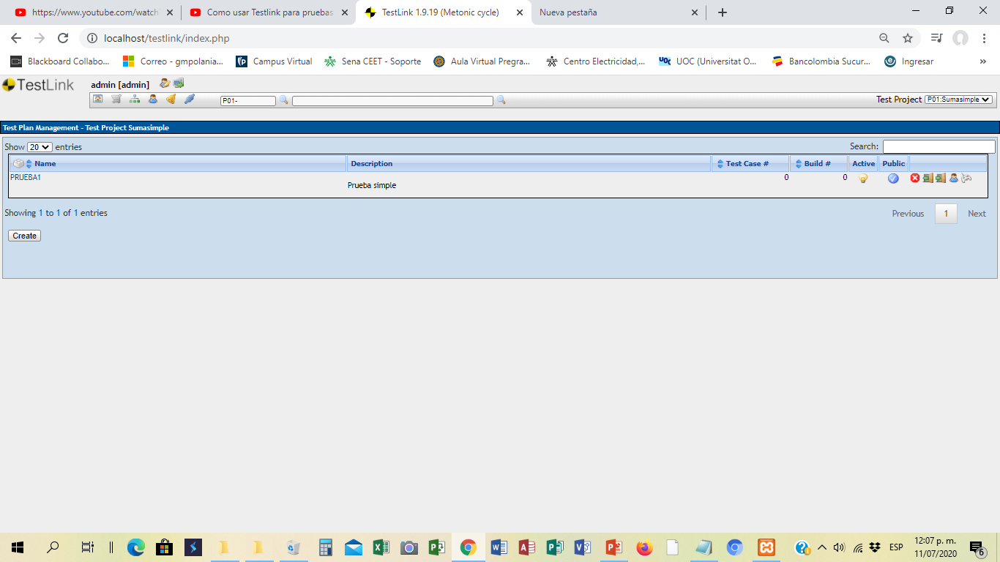 https://www.youtube.com/watch
Como usar Testlink para pruebas
TestLink 1.9.19 (Metonic cycle)
Nueva pestaña
localhost/testlink/index.php
Blackboard Collabo...
Correo - gmpolania...
Campus Virtual
Sena CEET - Soporte
Aula Virtual Pregra...
Centro Electricidad,...
UOC (Universitat O...
Bancolombia Sucur...
Ingresar
»
TestLink
admin [admin]
P01-
Test Project P01:Sumasimple
Test Plan Management - Test Project Sumasimple
Show 20 entries
Search:
Name Description Test Case # Build # Active Public
PRUEBA1 0 0
Prueba simple
Showing 1 to 1 of 1 entries
Previous 1 Next
Create
ESP
12:07 p. m.
11/07/2020
6